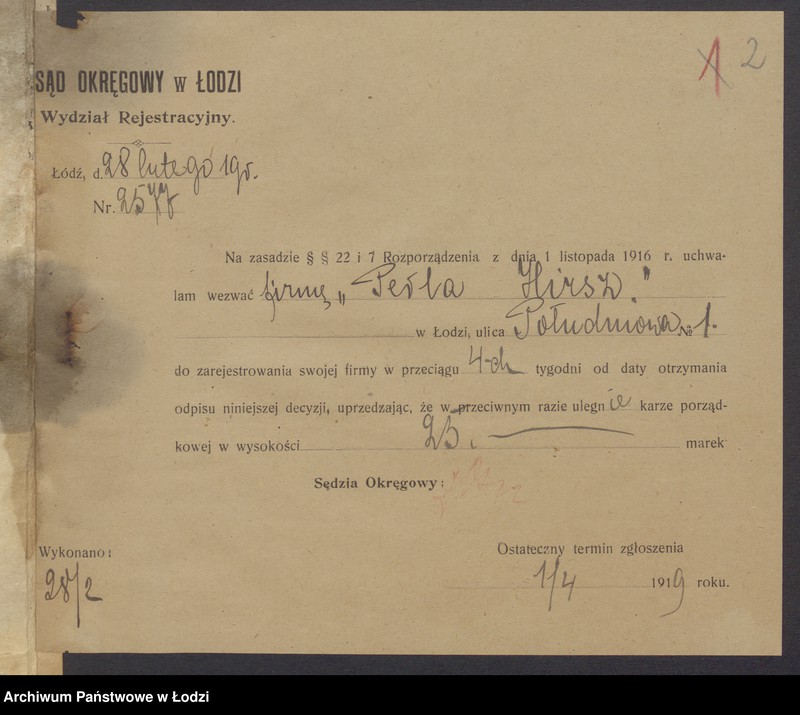 1 2
SĄD OKRĘGOWY w ŁODZI
Wydział Rejestracyjny.
Łódź, d. 28 lutego 19 r.
Nr. 2577
Na zasadzie § § 22 i 7 Rozporządzenia z dnia 1 listopada 1916 r. uchwa-
lam wezwać firmę „Perla Hirsz."
w Łodzi, ulica Południowa № 1.
do zarejestrowania swojej firmy w przeciągu 4-ch tygodni od daty otrzymania
odpisu niniejszej decyzji, uprzedzając, że w przeciwnym razie ulegnie karze porząd-
kowej w wysokości 25. — marek
Sędzia Okręgowy:
Wykonano:
28/2
Ostateczny termin zgłoszenia
1/4 1919 roku.
Archiwum Państwowe w Łodzi